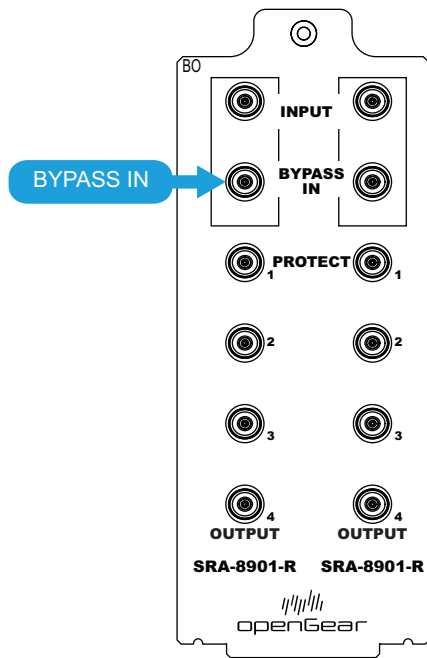 BO
INPUT
BYPASS IN
BYPASS
IN
1 PROTECT 1
2 2
3 3
4 4
OUTPUT OUTPUT
SRA-8901-R SRA-8901-R
openGear